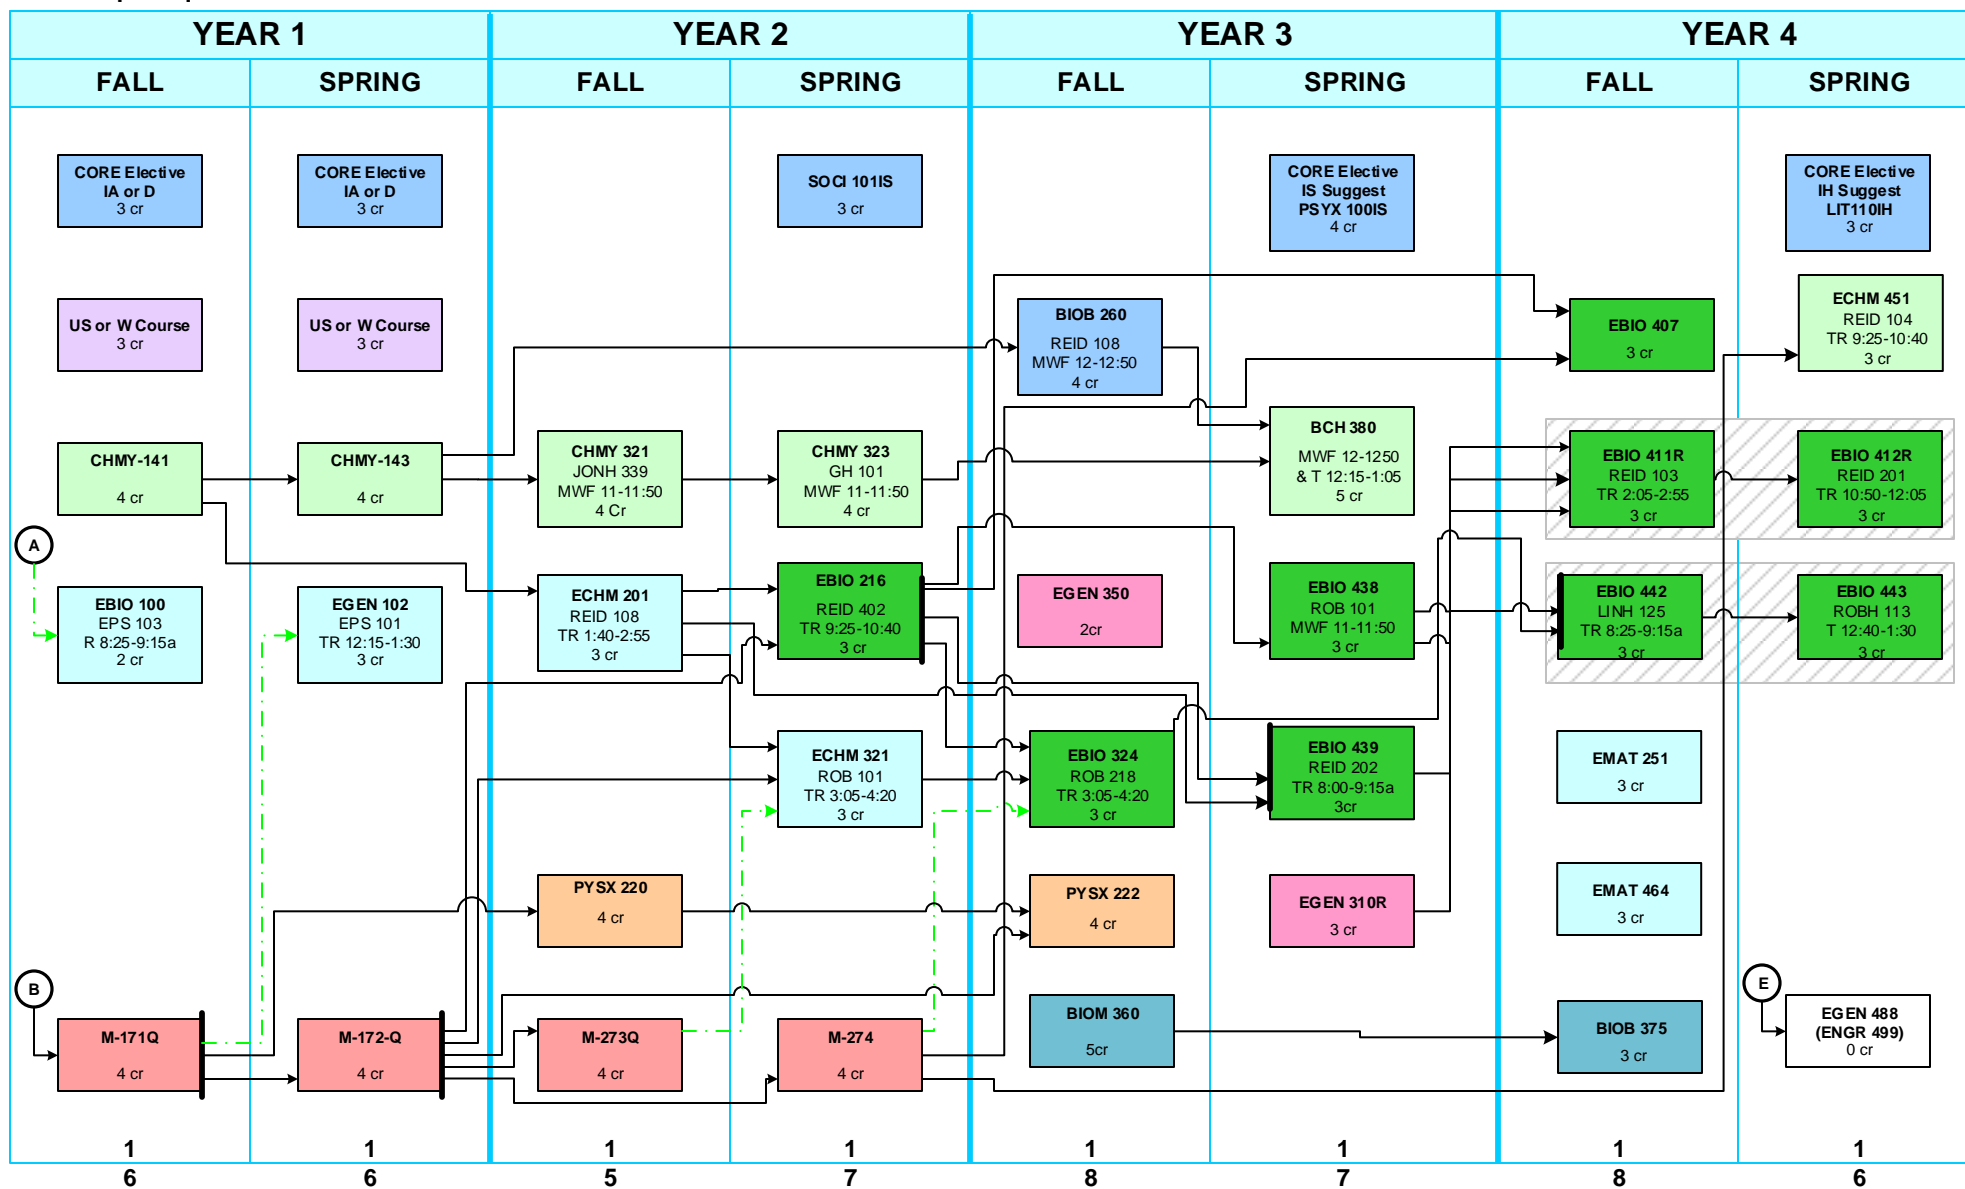 YEAR 1
YEAR 2
YEAR 3
YEAR 4
FALL
SPRING
FALL
SPRING
FALL
SPRING
FALL
SPRING
CORE Elective
IA or D
3 cr
US or W Course
3 cr
CHMY-141
4 cr
A
EBIO 100
EPS 103
R 8:25-9:15a
2 cr
B
M-171Q
4 cr
1
6
CORE Elective
IA or D
3 cr
US or W Course
3 cr
CHMY-143
4 cr
EGEN 102
EPS 101
TR 12:15-1:30
3 cr
M-172-Q
4 cr
1
6
CHMY 321
JONH 339
MWF 11-11:50
4 Cr
ECHM 201
REID 108
TR 1:40-2:55
3 cr
PYSX 220
4 cr
M-273Q
4 cr
1
5
SOCI 101IS
3 cr
CHMY 323
GH 101
MWF 11-11:50
4 cr
EBIO 216
REID 402
TR 9:25-10:40
3 cr
ECHM 321
ROB 101
TR 3:05-4:20
3 cr
M-274
4 cr
1
7
BIOB 260
REID 108
MWF 12-12:50
4 cr
EGEN 350
2cr
EBIO 324
ROB 218
TR 3:05-4:20
3 cr
PYSX 222
4 cr
BIOM 360
5cr
1
8
CORE Elective
IS Suggest
PSYX 100IS
4 cr
BCH 380
MWF 12-1250
& T 12:15-1:05
5 cr
EBIO 438
ROB 101
MWF 11-11:50
3 cr
EBIO 439
REID 202
TR 8:00-9:15a
3cr
EGEN 310R
3 cr
1
7
EBIO 407
3 cr
EBIO 411R
REID 103
TR 2:05-2:55
3 cr
EBIO 442
LINH 125
TR 8:25-9:15a
3 cr
EMAT 251
3 cr
EMAT 464
3 cr
BIOB 375
3 cr
1
8
CORE Elective
IH Suggest
LIT110IH
3 cr
ECHM 451
REID 104
TR 9:25-10:40
3 cr
EBIO 412R
REID 201
TR 10:50-12:05
3 cr
EBIO 443
ROBH 113
T 12:40-1:30
3 cr
E
EGEN 488
(ENGR 499)
0 cr
1
6